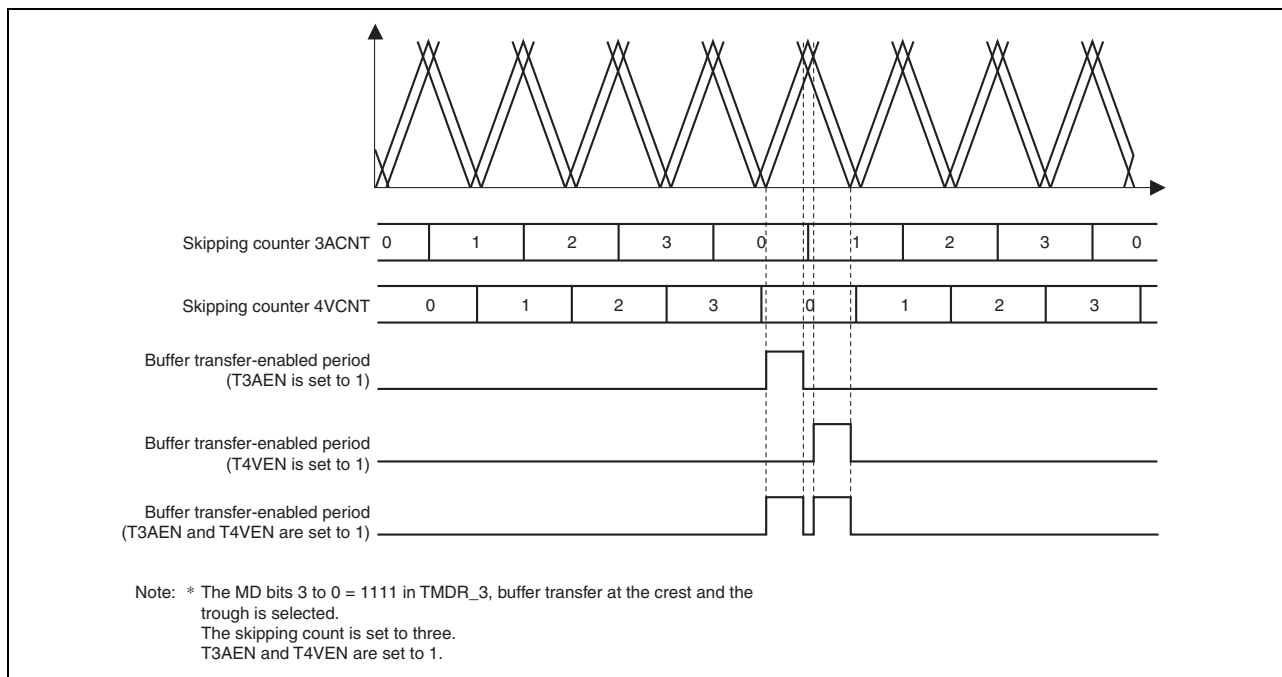 Skipping counter 3ACNT 0 1 2 3 0 1 2 3 0
Skipping counter 4VCNT 0 1 2 3 0 1 2 3
Buffer transfer-enabled period
(T3AEN is set to 1)
Buffer transfer-enabled period
(T4VEN is set to 1)
Buffer transfer-enabled period
(T3AEN and T4VEN are set to 1)
Note: * The MD bits 3 to 0 = 1111 in TMDR_3, buffer transfer at the crest and the
trough is selected.
The skipping count is set to three.
T3AEN and T4VEN are set to 1.